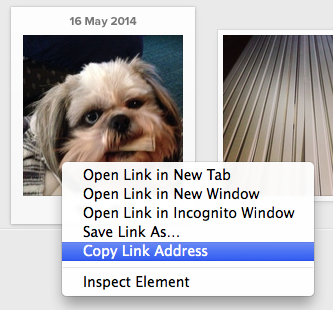 16 May 2014
Open Link in New Tab
Open Link in New Window
Open Link in Incognito Window
Save Link As...
Copy Link Address
Inspect Element